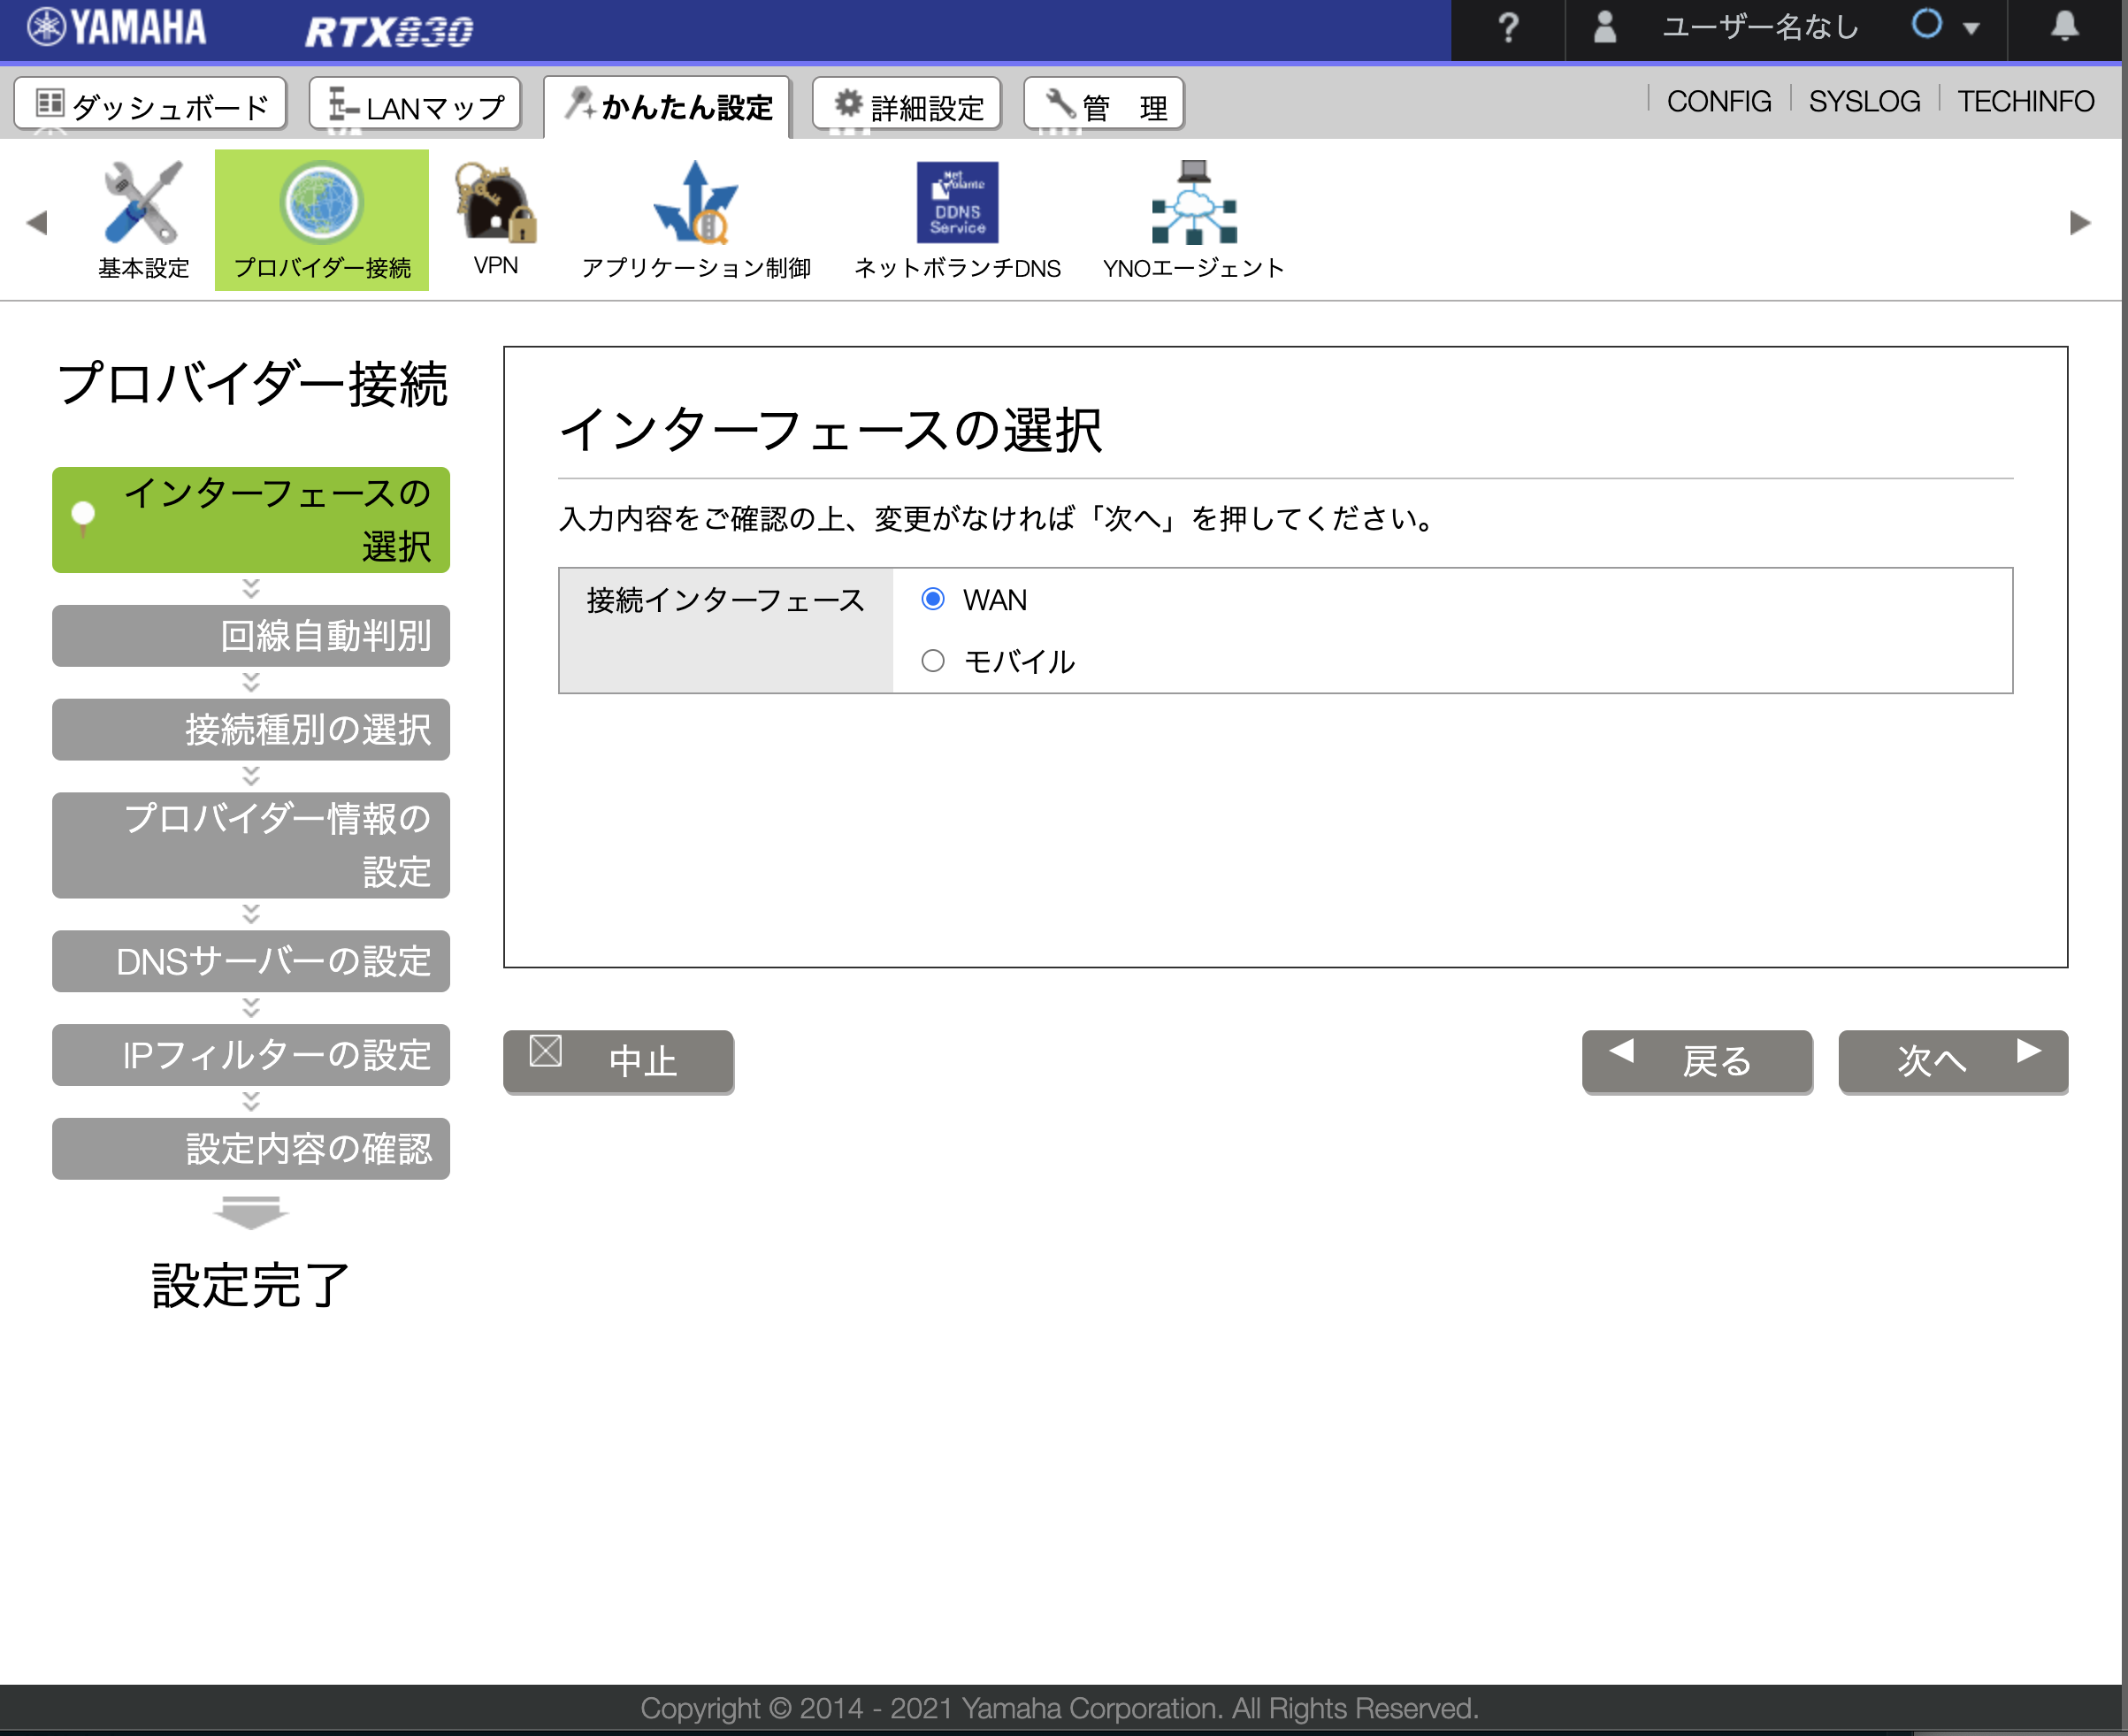 YAMAHA RTX830 ? ユーザー名なし
ダッシュボード LANマップ かんたん設定 詳細設定 管　理 CONFIG SYSLOG TECHINFO
Net Volante
DDNS
Service
基本設定 プロバイダー接続 VPN アプリケーション制御 ネットボランチDNS YNOエージェント
プロバイダー接続
インターフェースの
選択
回線自動判別
接続種別の選択
プロバイダー情報の
設定
DNSサーバーの設定
IPフィルターの設定
設定内容の確認
設定完了
インターフェースの選択
入力内容をご確認の上、変更がなければ「次へ」を押してください。
接続インターフェース WAN
モバイル
中止 戻る 次へ
Copyright © 2014 - 2021 Yamaha Corporation. All Rights Reserved.